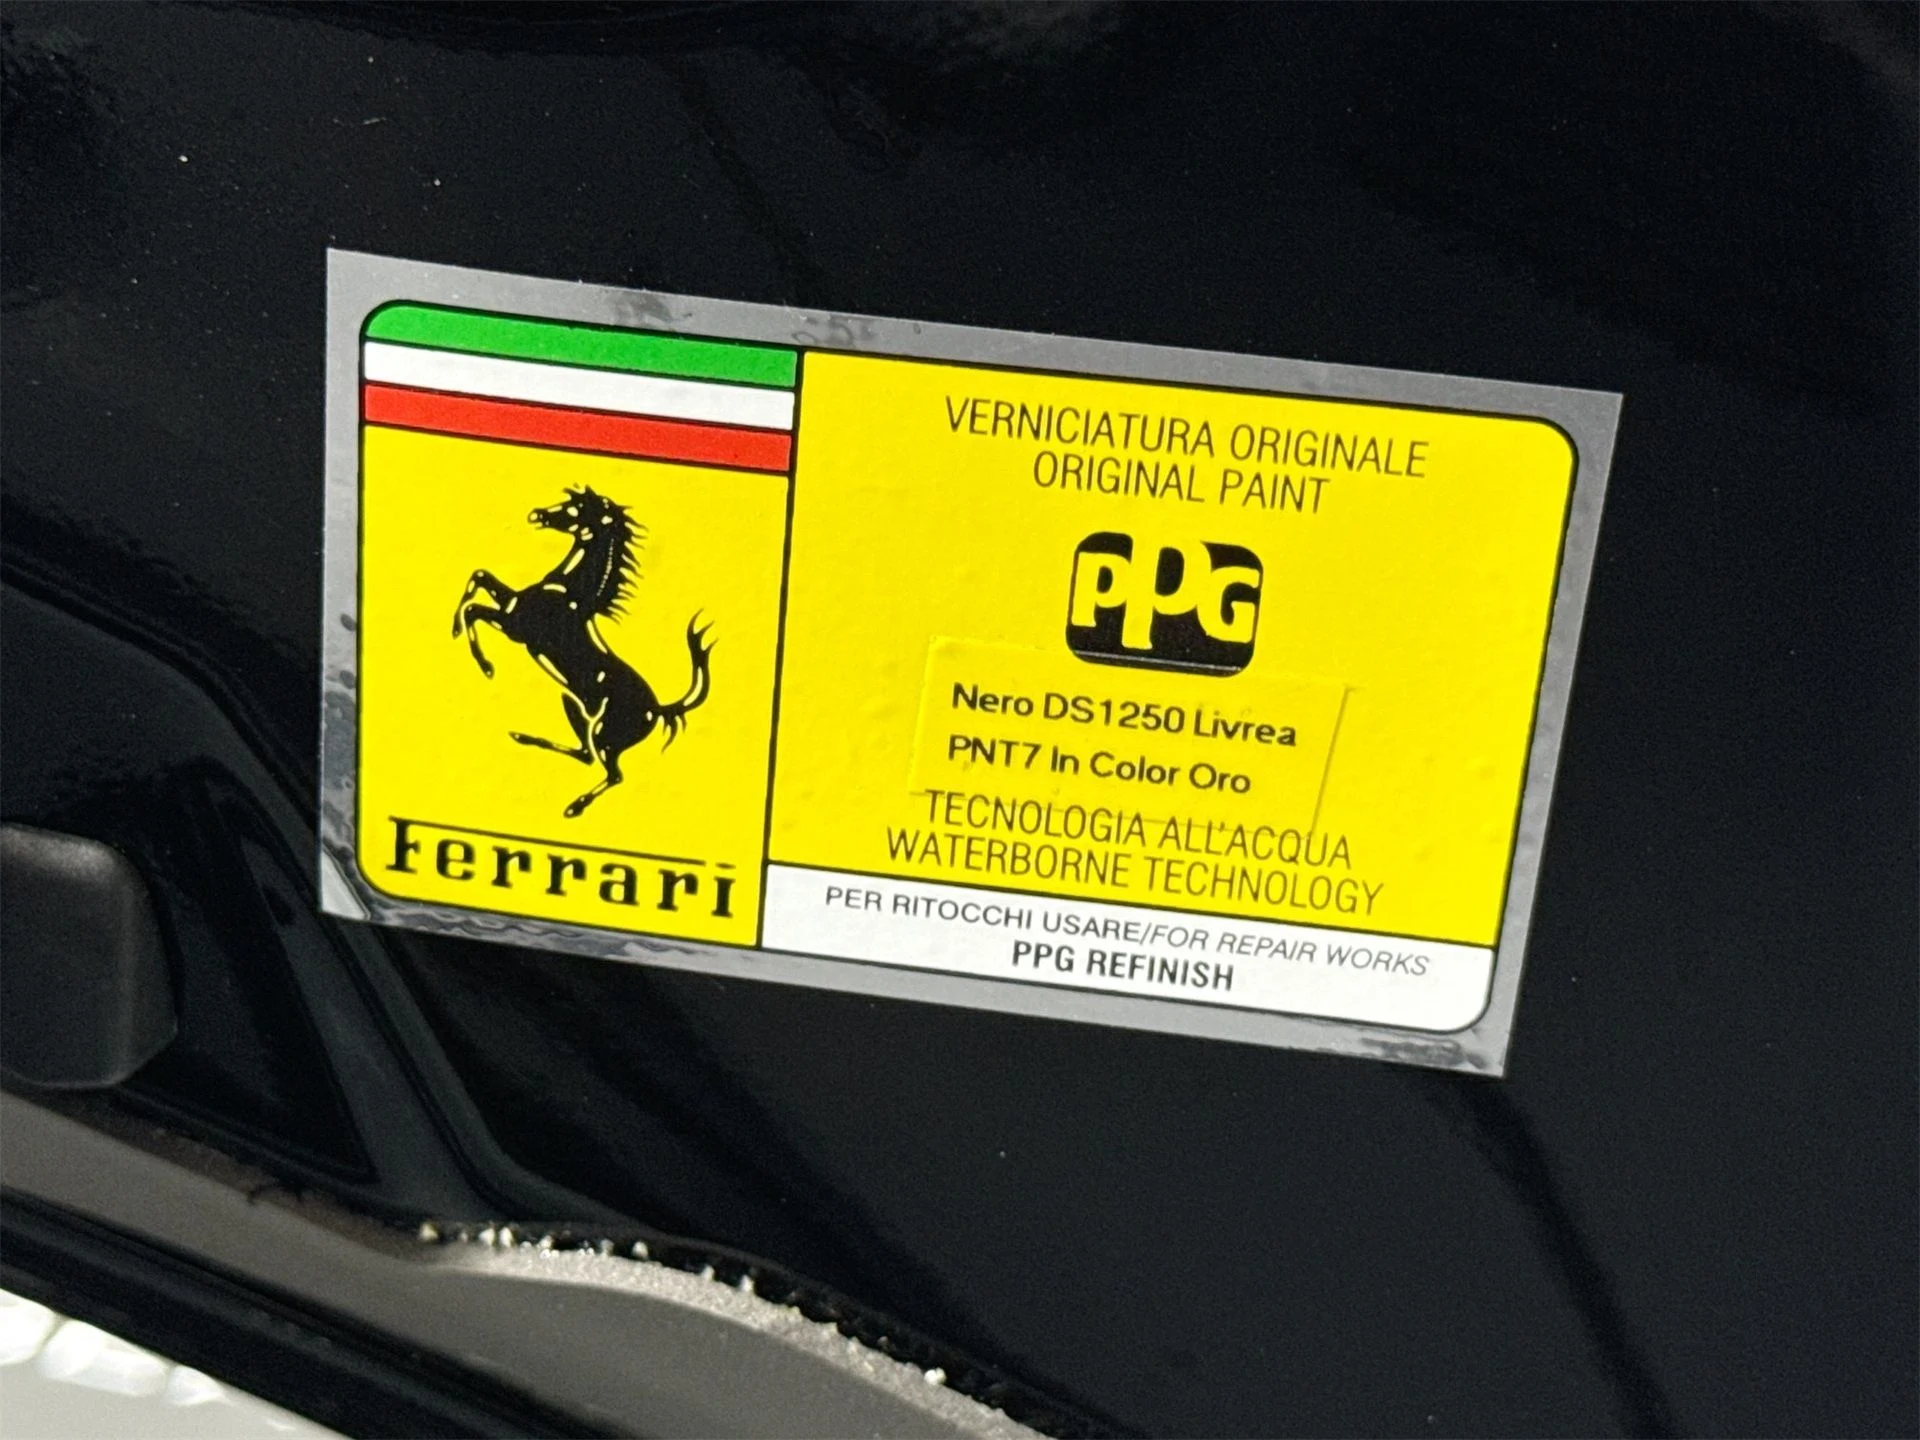 Ferrari
VERNICIATURA ORIGINALE
ORIGINAL PAINT
PPG
Nero DS1250 Livrea
PNT7 In Color Oro
TECNOLOGIA ALL'ACQUA
WATERBORNE TECHNOLOGY
PER RITOCCHI USARE/FOR REPAIR WORKS
PPG REFINISH